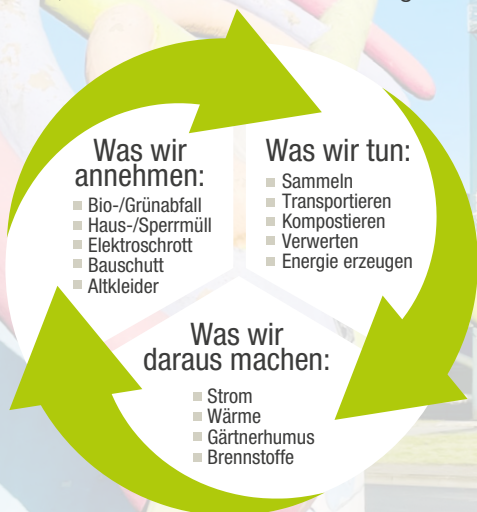 Was wir
annehmen:
Bio-/Grünabfall
Haus-/Sperrmüll
Elektroschrott
Bauschutt
Altkleider
Was wir tun:
Sammeln
Transportieren
Kompostieren
Verwerten
Energie erzeugen
Was wir
daraus machen:
Strom
Wärme
Gärtnerhumus
Brennstoffe